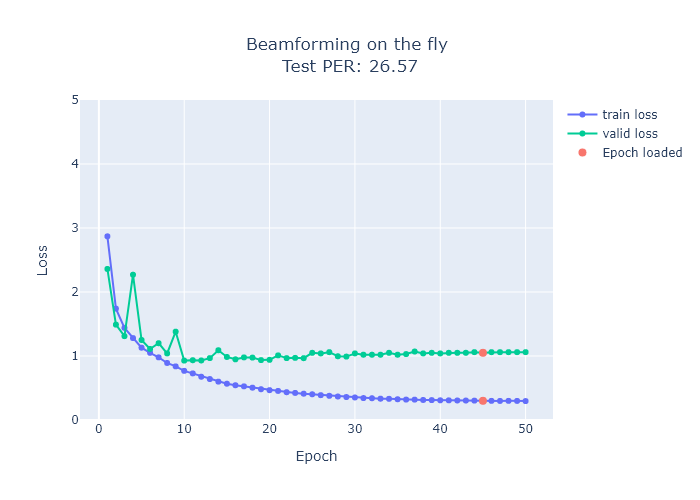 Beamforming on the fly
Test PER: 26.57
5
4
3
2
1
0
Loss
0
10
20
30
40
50
Epoch
train loss
valid loss
Epoch loaded